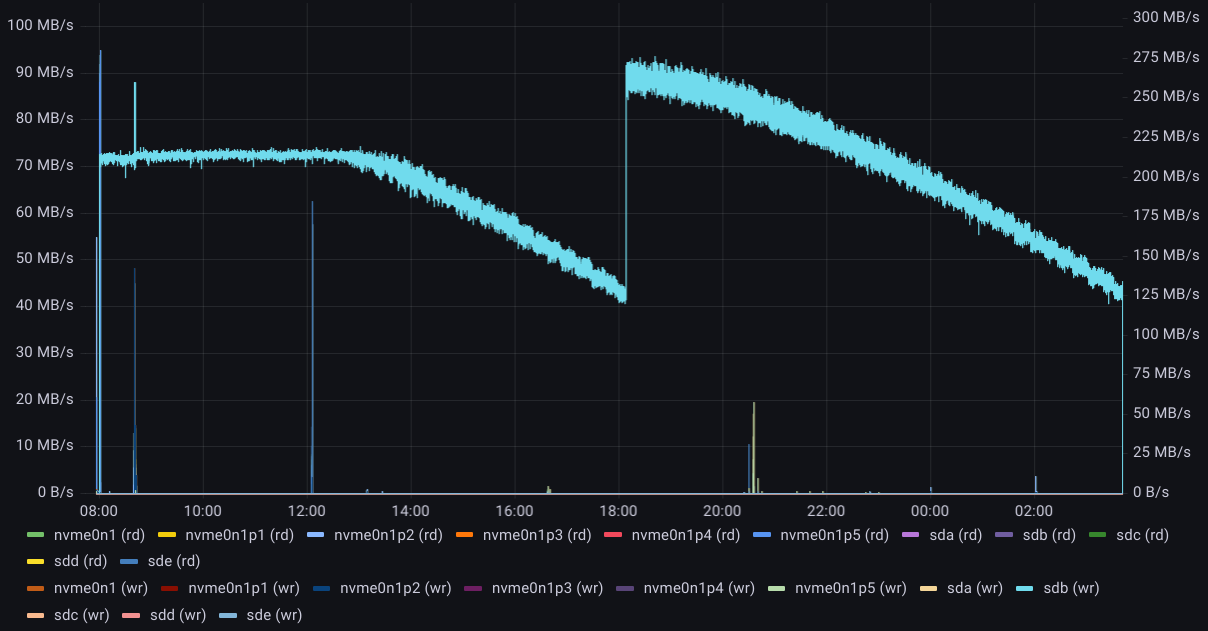 100 MB/s
300 MB/s
90 MB/s
275 MB/s
80 MB/s
250 MB/s
70 MB/s
225 MB/s
60 MB/s
200 MB/s
50 MB/s
175 MB/s
40 MB/s
150 MB/s
30 MB/s
125 MB/s
20 MB/s
100 MB/s
10 MB/s
75 MB/s
0 B/s
50 MB/s
25 MB/s
0 B/s
08:00 10:00 12:00 14:00 16:00 18:00 20:00 22:00 00:00 02:00
nvme0n1 (rd) nvme0n1p1 (rd) nvme0n1p2 (rd) nvme0n1p3 (rd) nvme0n1p4 (rd) nvme0n1p5 (rd) sda (rd) sdb (rd) sdc (rd)
sdd (rd) sde (rd)
nvme0n1 (wr) nvme0n1p1 (wr) nvme0n1p2 (wr) nvme0n1p3 (wr) nvme0n1p4 (wr) nvme0n1p5 (wr) sda (wr) sdb (wr)
sdc (wr) sdd (wr) sde (wr)